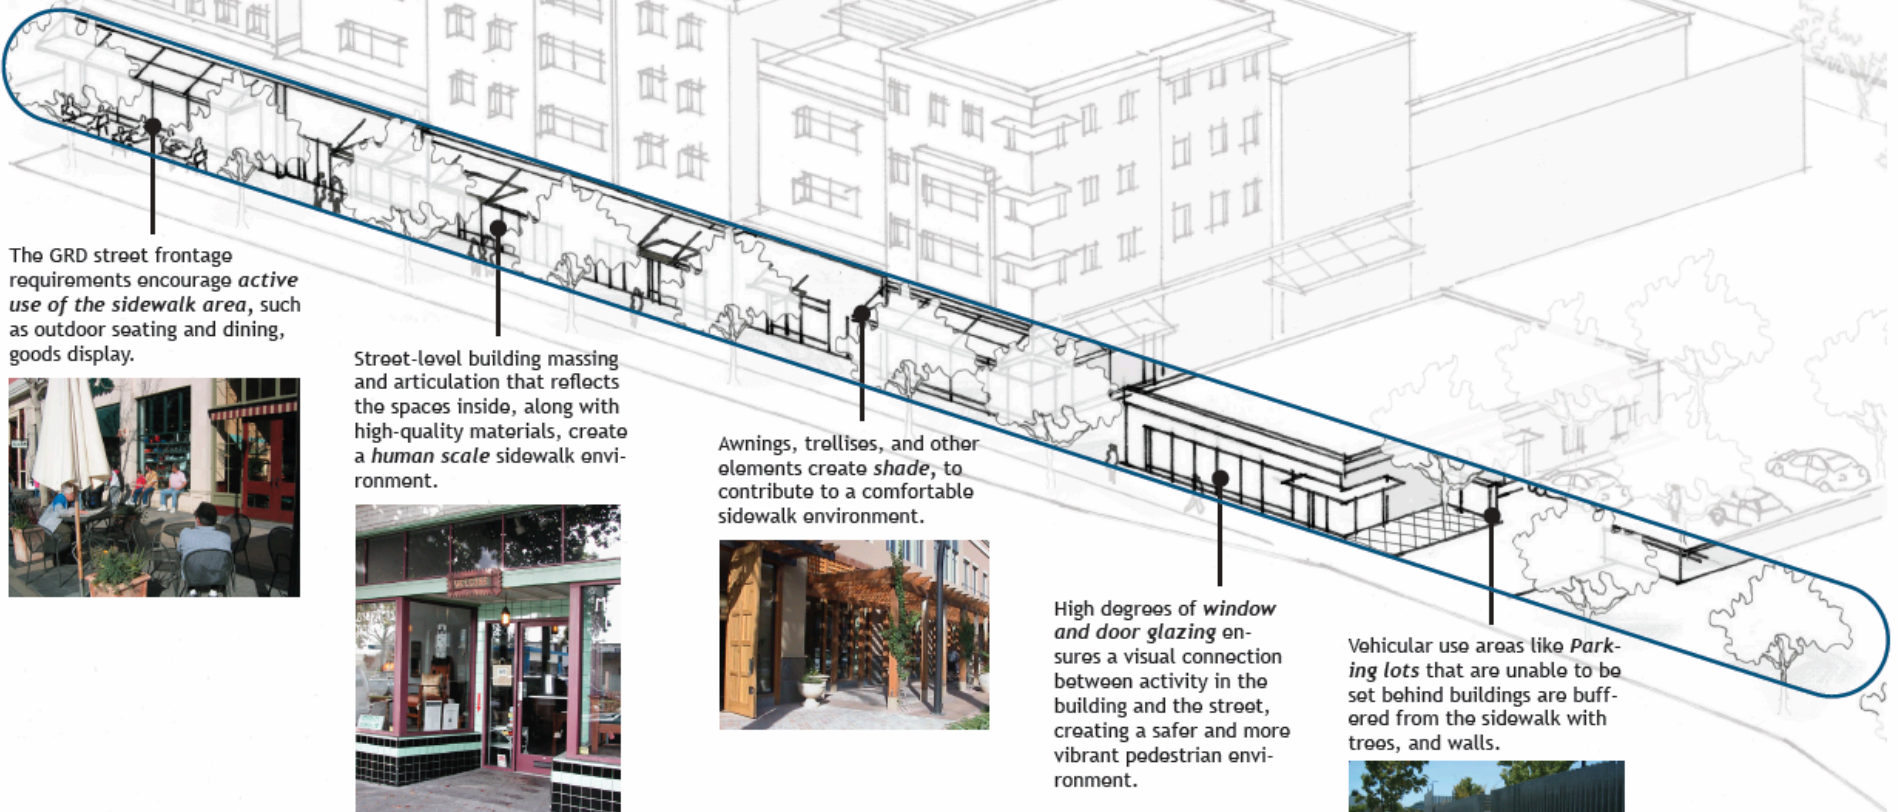 The GRD street frontage
requirements encourage active
use of the sidewalk area, such
as outdoor seating and dining,
goods display.
Street-level building massing
and articulation that reflects
the spaces inside, along with
high-quality materials, create
a human scale sidewalk envi-
ronment.
WELCOME
Awnings, trellises, and other
elements create shade, to
contribute to a comfortable
sidewalk environment.
High degrees of window
and door glazing en-
sures a visual connection
between activity in the
building and the street,
creating a safer and more
vibrant pedestrian envi-
ronment.
Vehicular use areas like Park-
ing lots that are unable to be
set behind buildings are buff-
ered from the sidewalk with
trees, and walls.